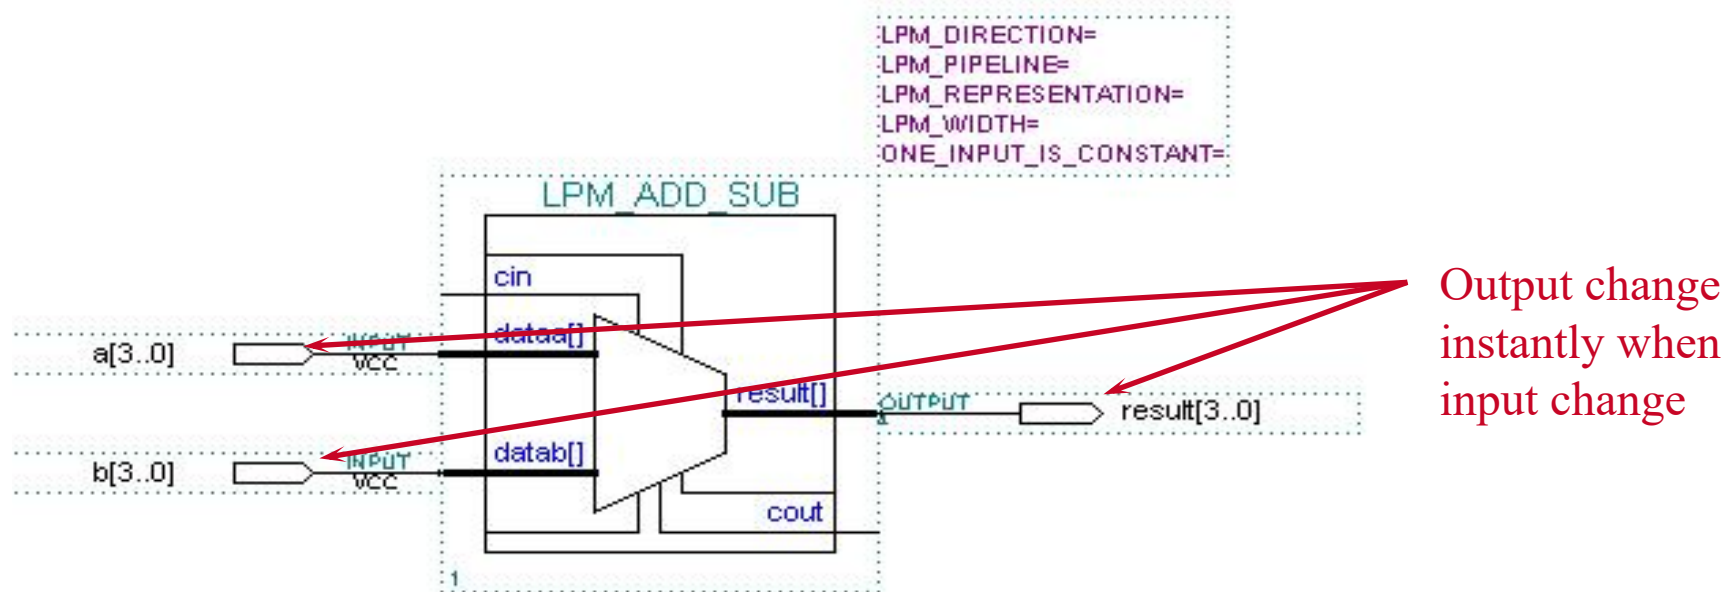 LPM_DIRECTION=
LPM_PIPELINE=
LPM_REPRESENTATION=
LPM_WIDTH=
ONE_INPUT_IS_CONSTANT=
LPM_ADD_SUB
cin
dataa[]
a[3..0]
INPUT
VCC
result[]
OUTPUT
result[3..0]
datab[]
b[3..0]
INPUT
VCC
cout
1
Output change
instantly when
input change